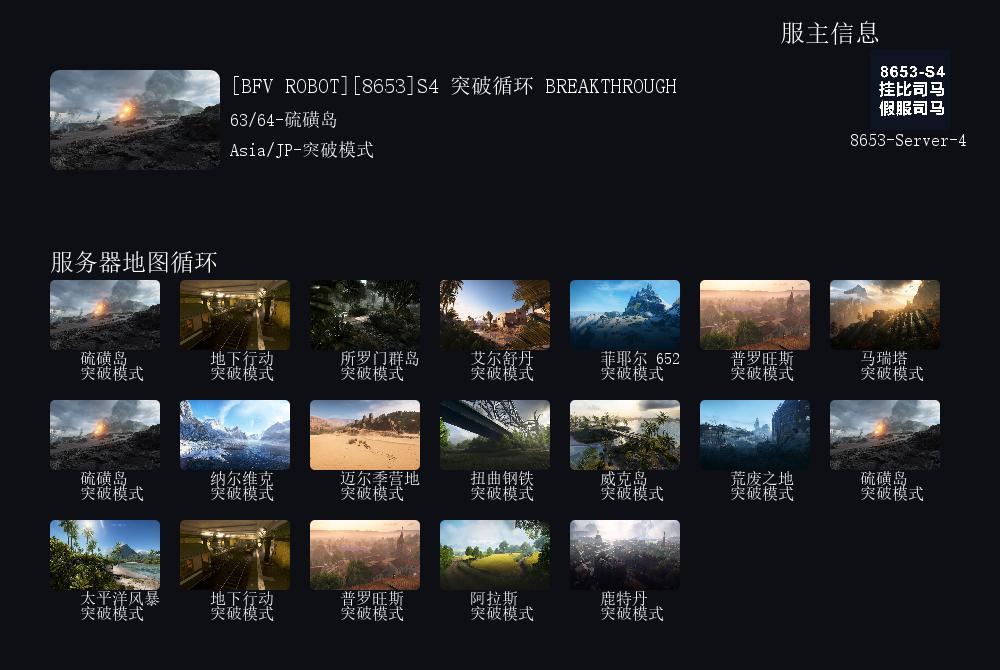 服主信息
[BFV ROBOT][8653]S4 突破循环 BREAKTHROUGH
63/64-硫磺岛
Asia/JP-突破模式
8653-S4
挂比司马
假服司马
8653-Server-4
服务器地图循环
硫磺岛
突破模式
地下行动
突破模式
所罗门群岛
突破模式
艾尔舒丹
突破模式
菲耶尔 652
突破模式
普罗旺斯
突破模式
马瑞塔
突破模式
硫磺岛
突破模式
纳尔维克
突破模式
迈尔季营地
突破模式
扭曲钢铁
突破模式
威克岛
突破模式
荒废之地
突破模式
硫磺岛
突破模式
太平洋风暴
突破模式
地下行动
突破模式
普罗旺斯
突破模式
阿拉斯
突破模式
鹿特丹
突破模式